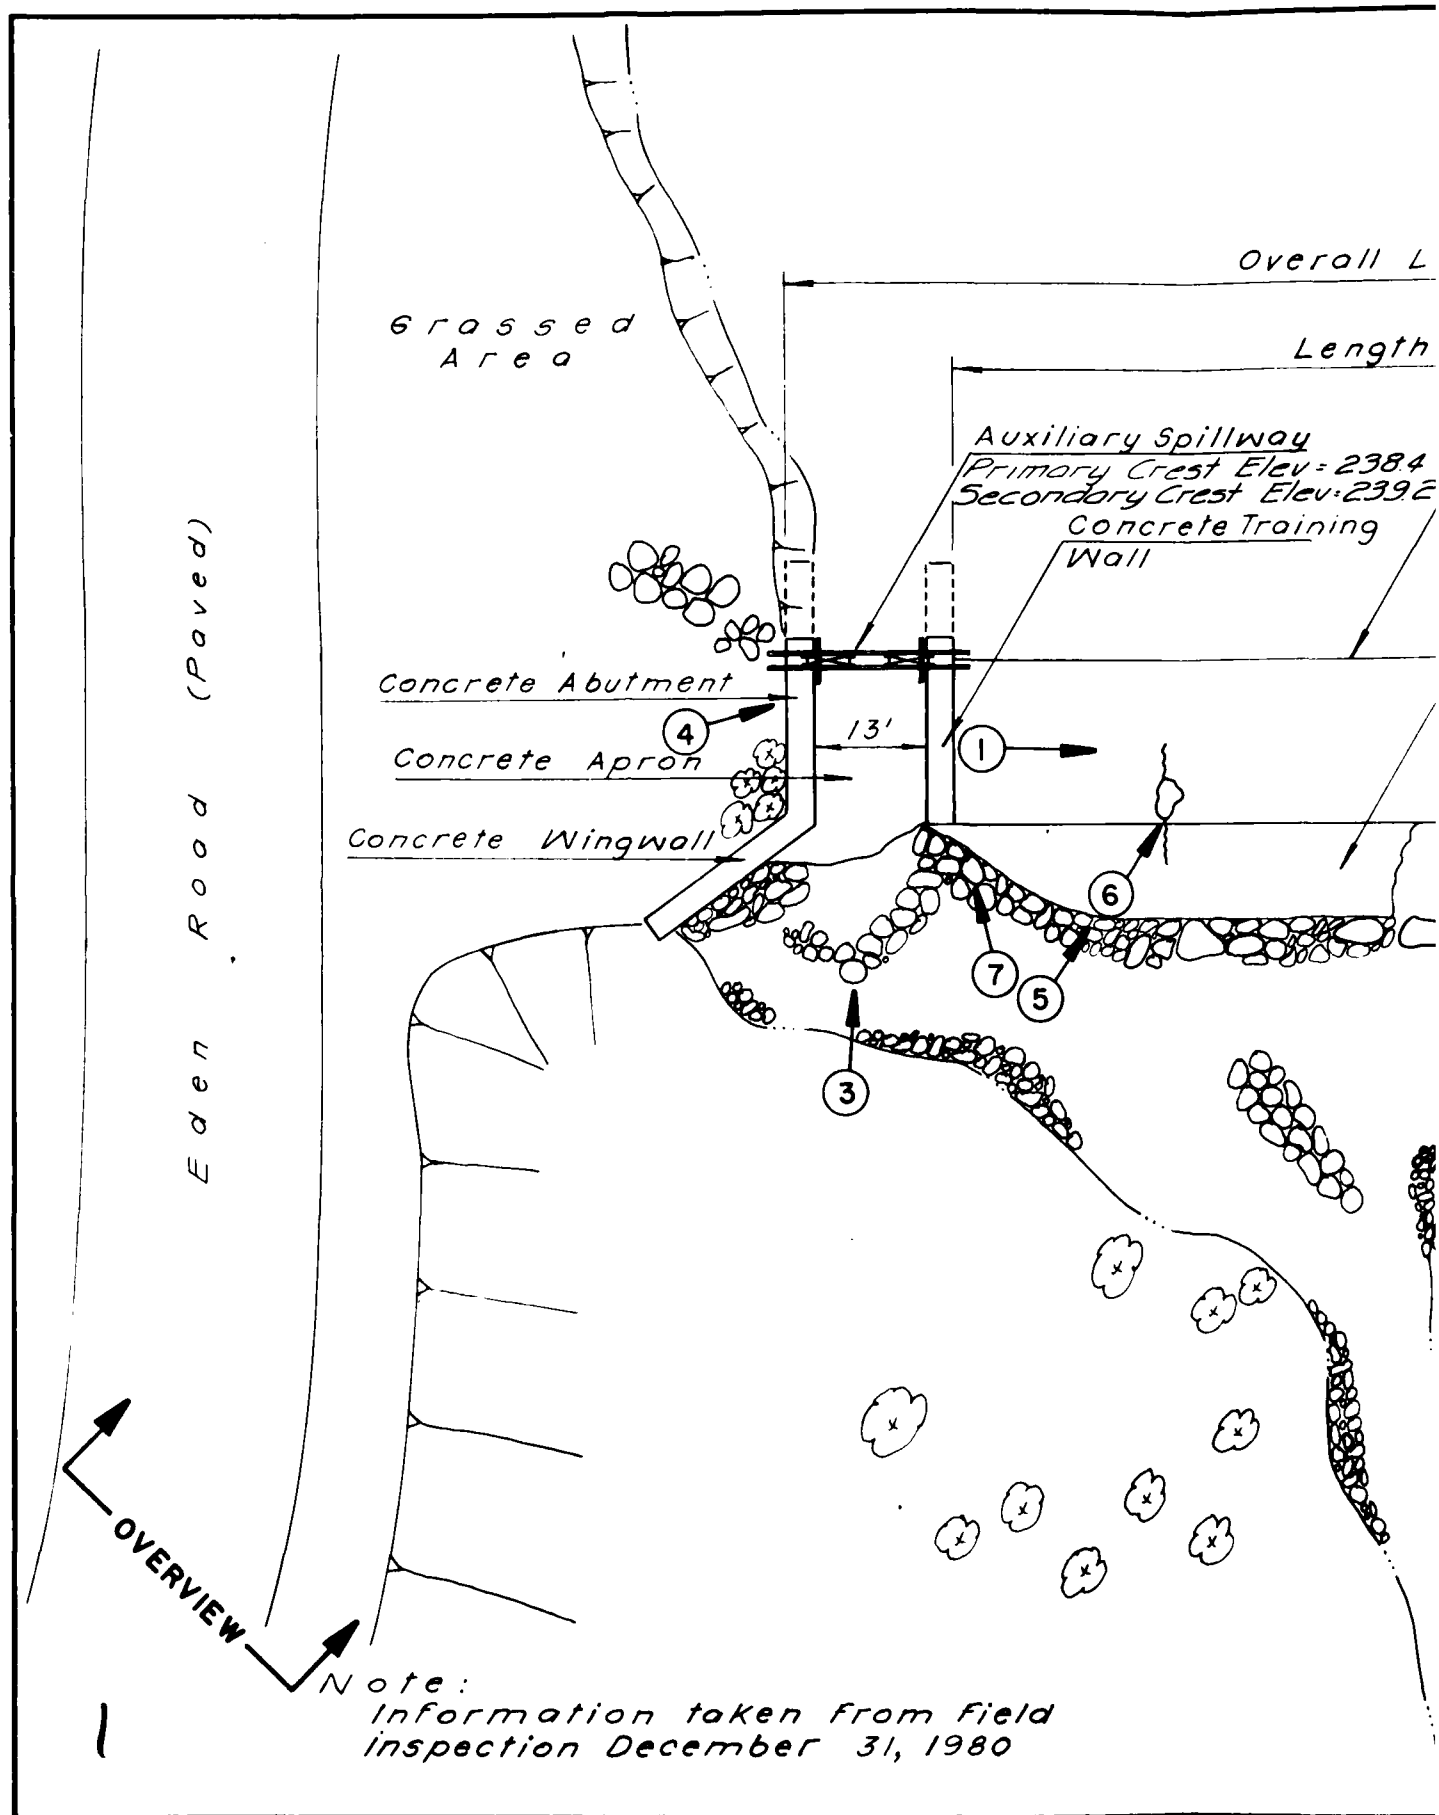 Overall L
Grassed
Area
Length
Auxiliary Spillway
Primary Crest Elev = 238.4
Secondary Crest Elev: 239.2
Concrete Training
Wall
Eden Road (Paved)
Concrete Abutment
4
13'
1
Concrete Apron
Concrete Wingwall
6
7
5
3
OVERVIEW
Note:
Information taken from field
inspection December 31, 1980
1